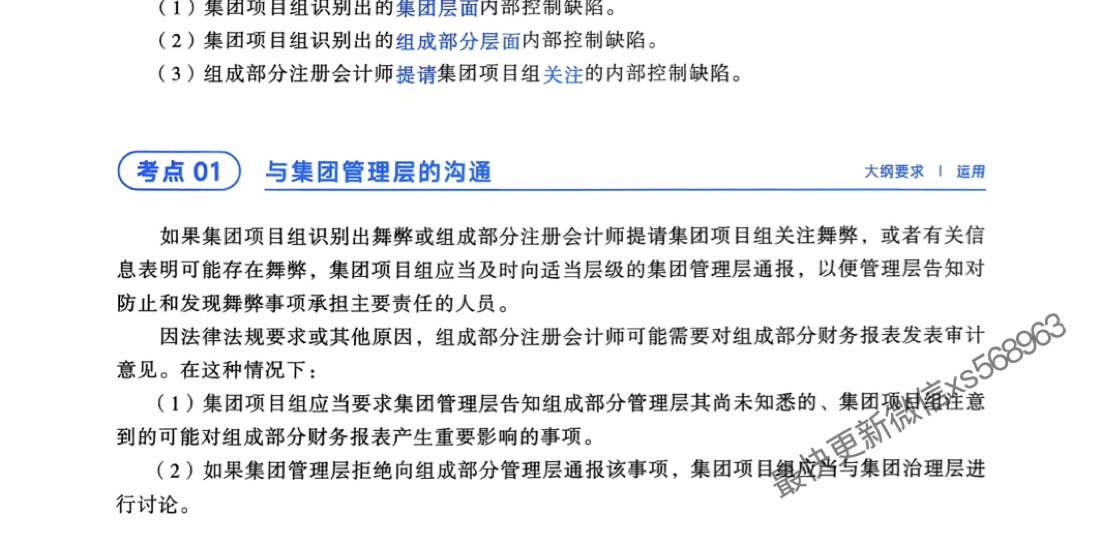 （1）集团项目组识别出的集团层面内部控制缺陷。
（2）集团项目组识别出的组成部分层面内部控制缺陷。
（3）组成部分注册会计师提请集团项目组关注的内部控制缺陷。
考点 01 与集团管理层的沟通 大纲要求 | 运用
如果集团项目组识别出舞弊或组成部分注册会计师提请集团项目组关注舞弊，或者有关信
息表明可能存在舞弊，集团项目组应当及时向适当层级的集团管理层通报，以便管理层告知对
防止和发现舞弊事项承担主要责任的人员。
因法律法规要求或其他原因，组成部分注册会计师可能需要对组成部分财务报表发表审计
意见。在这种情况下：
（1）集团项目组应当要求集团管理层告知组成部分管理层其尚未知悉的、集团项目组注意
到的可能对组成部分财务报表产生重要影响的事项。
（2）如果集团管理层拒绝向组成部分管理层通报该事项，集团项目组应当与集团治理层进
行讨论。
最快更新微信xs568963